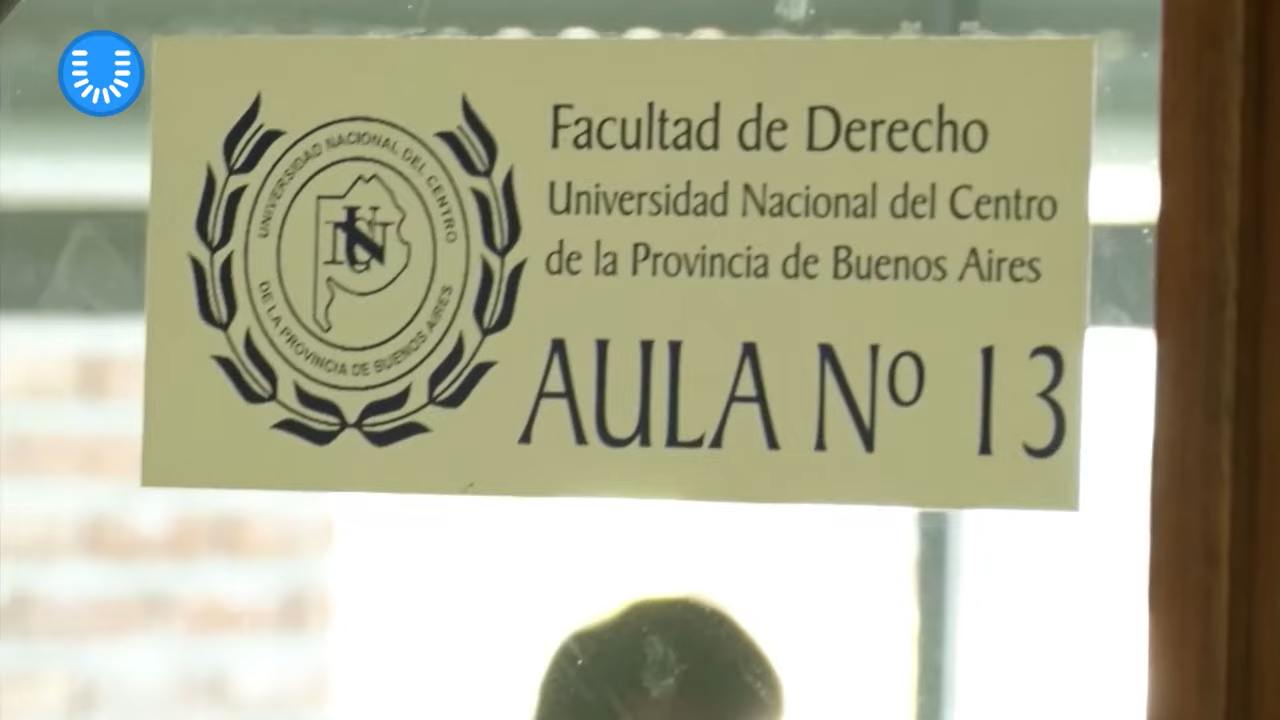 UNIVERSIDAD NACIONAL DEL CENTRO
DE LA PROVINCIA DE BUENOS AIRES
Facultad de Derecho
Universidad Nacional del Centro
de la Provincia de Buenos Aires
AULA Nº 13